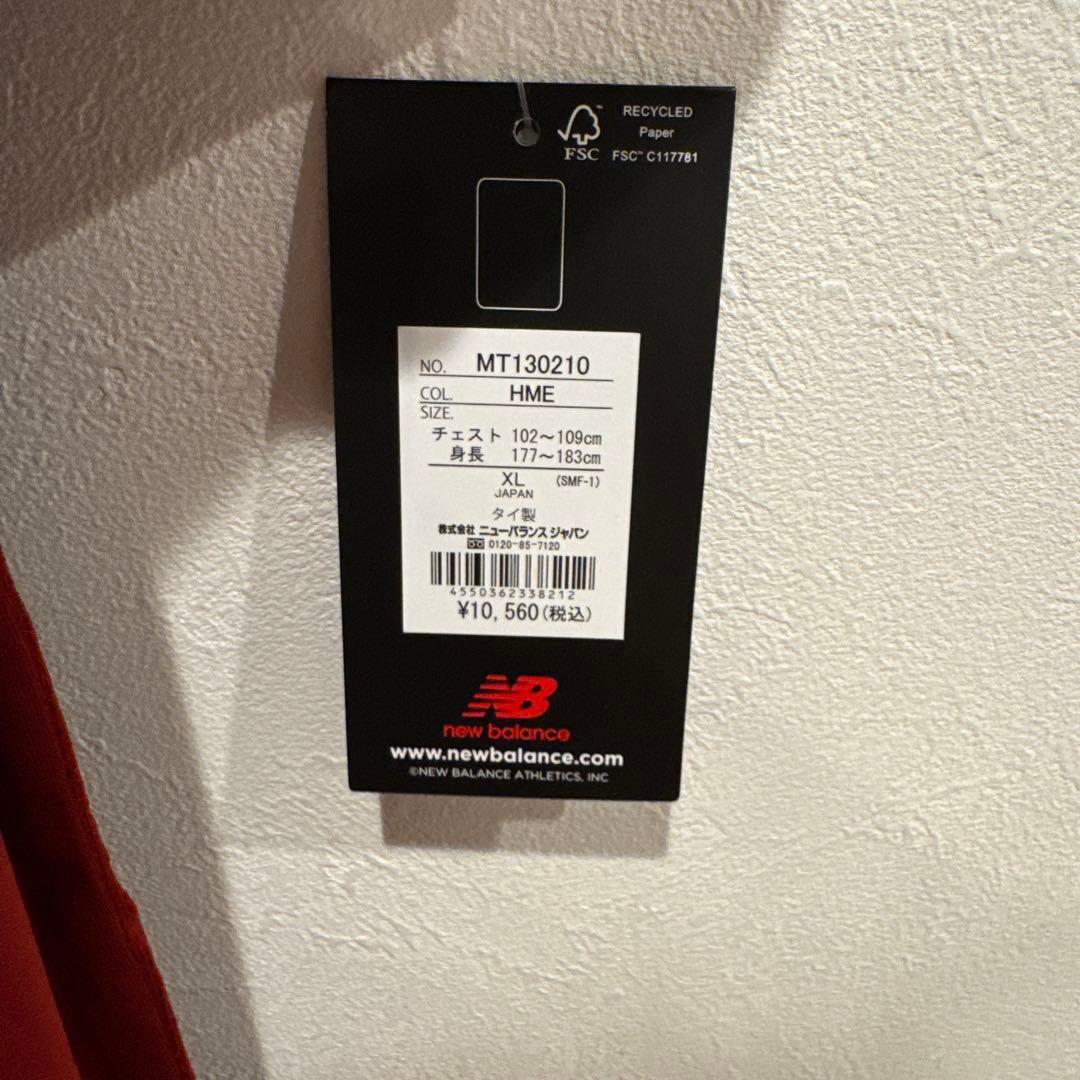 RECYCLED
Paper
FSC™ C117781
FSC
NO. MT130210
COL. HME
SIZE.
チェスト 102～109cm
身長 177～183cm
XL (SMF-1)
JAPAN
タイ製
株式会社 ニューバランス ジャパン
0120-85-7120
4550362338212
¥10,560(税込)
NB
new balance
www.newbalance.com
©NEW BALANCE ATHLETICS, INC